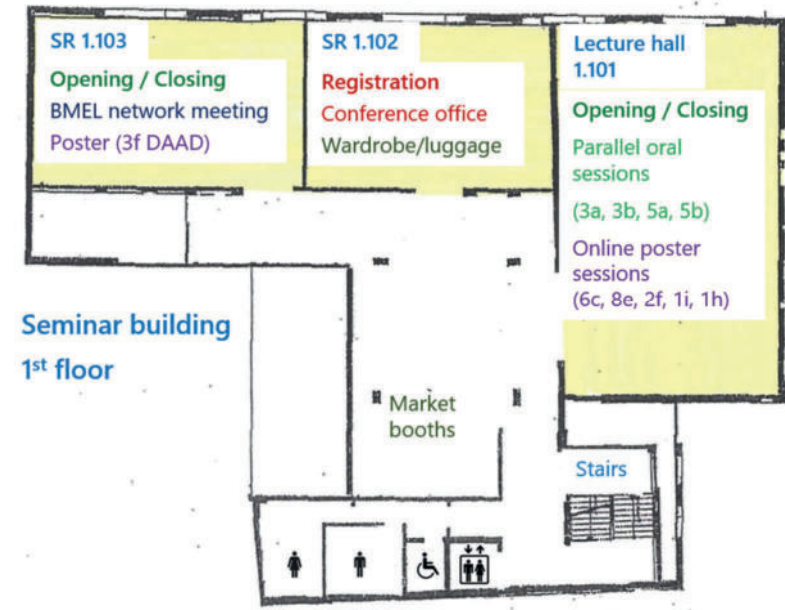 SR 1.103
Opening / Closing
BMEL network meeting
Poster (3f DAAD)
SR 1.102
Registration
Conference office
Wardrobe/luggage
Lecture hall
1.101
Opening / Closing
Parallel oral
sessions
(3a, 3b, 5a, 5b)
Online poster
sessions
(6c, 8e, 2f, 1i, 1h)
Seminar building
1st floor
Market
booths
Stairs